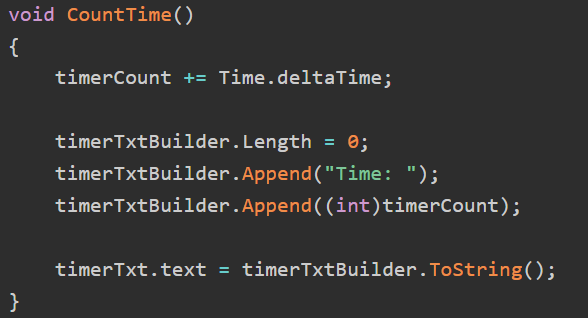 void CountTime()
{
    timerCount += Time.deltaTime;

    timerTxtBuilder.Length = 0;
    timerTxtBuilder.Append("Time: ");
    timerTxtBuilder.Append((int)timerCount);

    timerTxt.text = timerTxtBuilder.ToString();
}